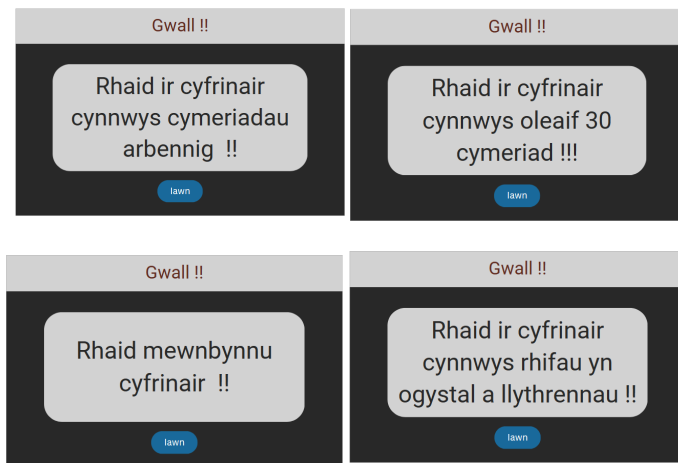 Gwall !!
Rhaid ir cyfrinair
cynnwys cymeriadau
arbennig !!
Iawn
Gwall !!
Rhaid ir cyfrinair
cynnwys oleaif 30
cymeriad !!!
Iawn
Gwall !!
Rhaid mewnbynnu
cyfrinair !!
Iawn
Gwall !!
Rhaid ir cyfrinair
cynnwys rhifau yn
ogystal a llythrennau !!
Iawn